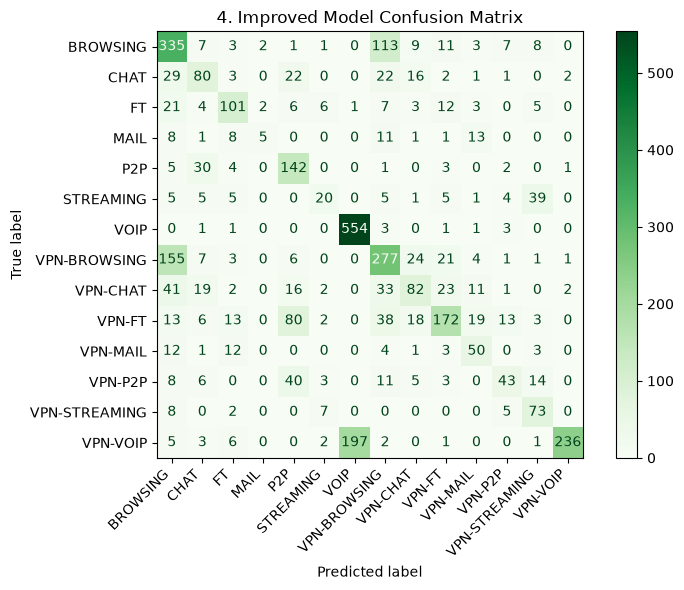 4. Improved Model Confusion Matrix
True label
BROWSING 335 7 3 2 1 1 0 113 9 11 3 7 8 0
CHAT 29 80 3 0 22 0 0 22 16 2 1 1 0 2
FT 21 4 101 2 6 6 1 7 3 12 3 0 5 0
MAIL 8 1 8 5 0 0 0 11 1 1 13 0 0 0
P2P 5 30 4 0 142 0 0 1 0 3 0 2 0 1
STREAMING 5 5 5 0 0 20 0 5 1 5 1 4 39 0
VOIP 0 1 1 0 0 0 554 3 0 1 1 3 0 0
VPN-BROWSING 155 7 3 0 6 0 0 277 24 21 4 1 1 1
VPN-CHAT 41 19 2 0 16 2 0 33 82 23 11 1 0 2
VPN-FT 13 6 13 0 80 2 0 38 18 172 19 13 3 0
VPN-MAIL 12 1 12 0 0 0 0 4 1 3 50 0 3 0
VPN-P2P 8 6 0 0 40 3 0 11 5 3 0 43 14 0
VPN-STREAMING 8 0 2 0 0 7 0 0 0 0 0 5 73 0
VPN-VOIP 5 3 6 0 0 2 197 2 0 1 0 0 1 236
BROWSING CHAT FT MAIL P2P STREAMING VOIP VPN-BROWSING VPN-CHAT VPN-FT VPN-MAIL VPN-P2P VPN-STREAMING VPN-VOIP
Predicted label
500
400
300
200
100
0